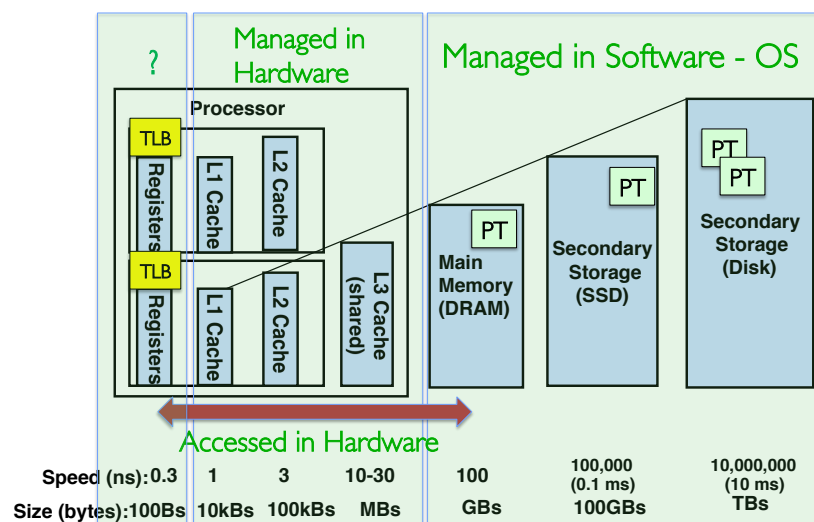 ?
Managed in
Hardware
Managed in Software - OS
Processor
TLB
Registers
L1 Cache
L2 Cache
TLB
Registers
L1 Cache
L2 Cache
L3 Cache
(shared)
PT
Main
Memory
(DRAM)
PT
Secondary
Storage
(SSD)
PT
PT
Secondary
Storage
(Disk)
Accessed in Hardware
Speed (ns): 0.3 1 3 10-30 100 100,000 (0.1 ms) 10,000,000 (10 ms)
Size (bytes): 100Bs 10kBs 100kBs MBs GBs 100GBs TBs